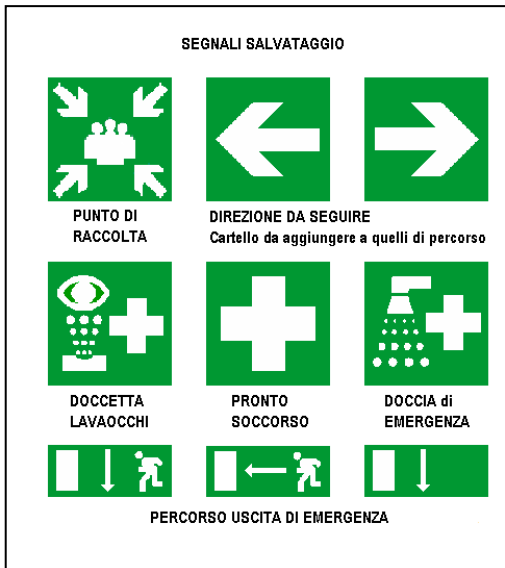 SEGNALI SALVATAGGIO
PUNTO DI
RACCOLTA
DIREZIONE DA SEGUIRE
Cartello da aggiungere a quelli di percorso
DOCCETTA
LAVAOCCHI
PRONTO
SOCCORSO
DOCCIA di
EMERGENZA
PERCORSO USCITA DI EMERGENZA